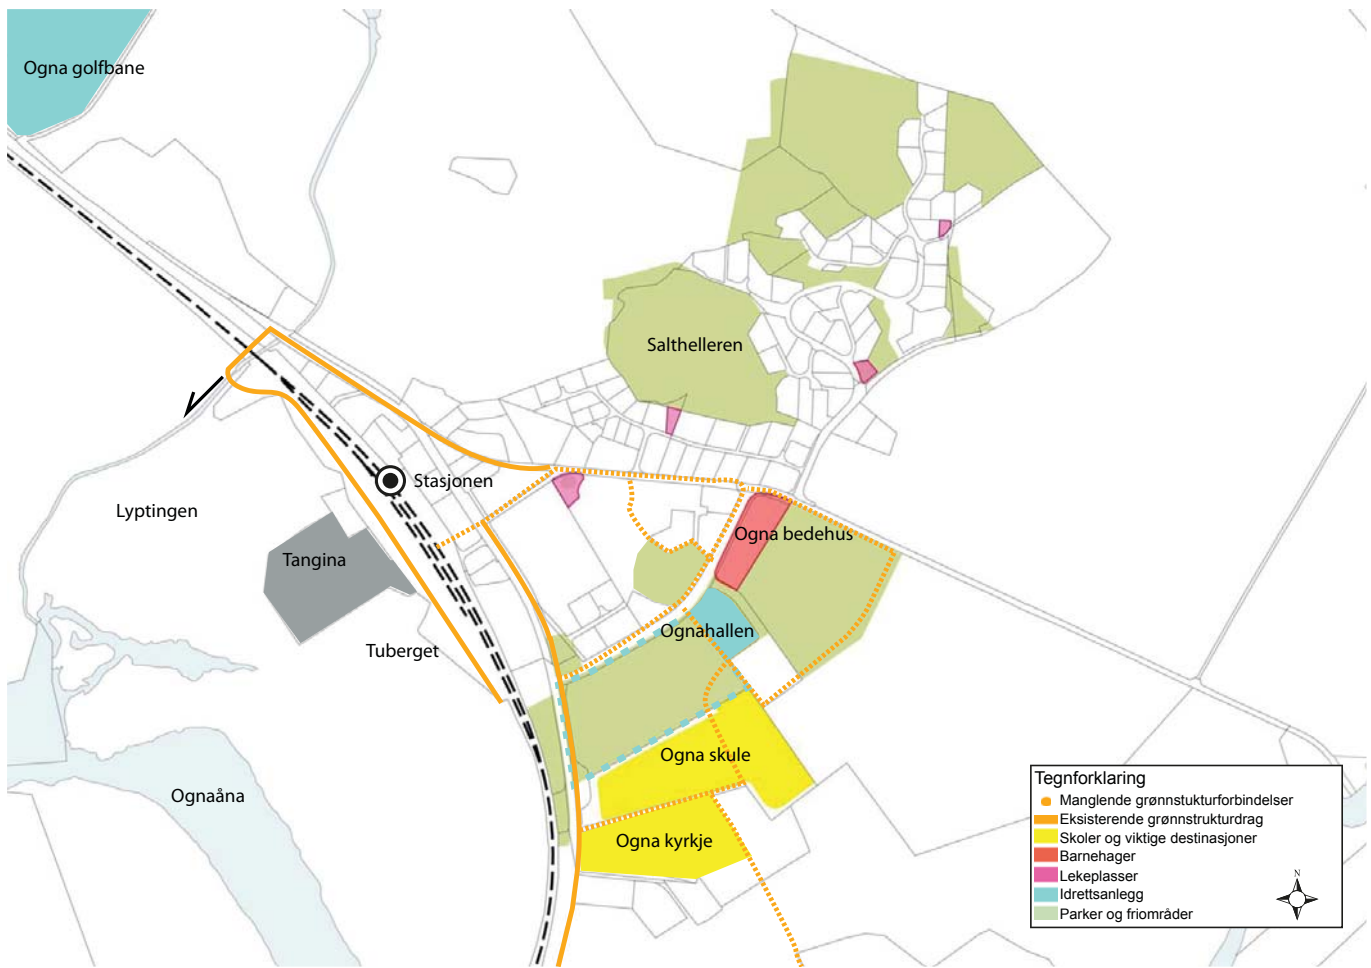 Ogna golfbane
Salthelleren
Stasjonen
Lyptingen
Ogna bedehus
Tangina
Ognahallen
Tuberget
Ogna skule
Ognaåna
Ogna kyrkje
Tegnforklaring
Manglende grønnstukturforbindelser
Eksisterende grønnstrukturdrag
Skoler og viktige destinasjoner
Barnehager
Lekeplasser
Idrettsanlegg
Parker og friområder
N